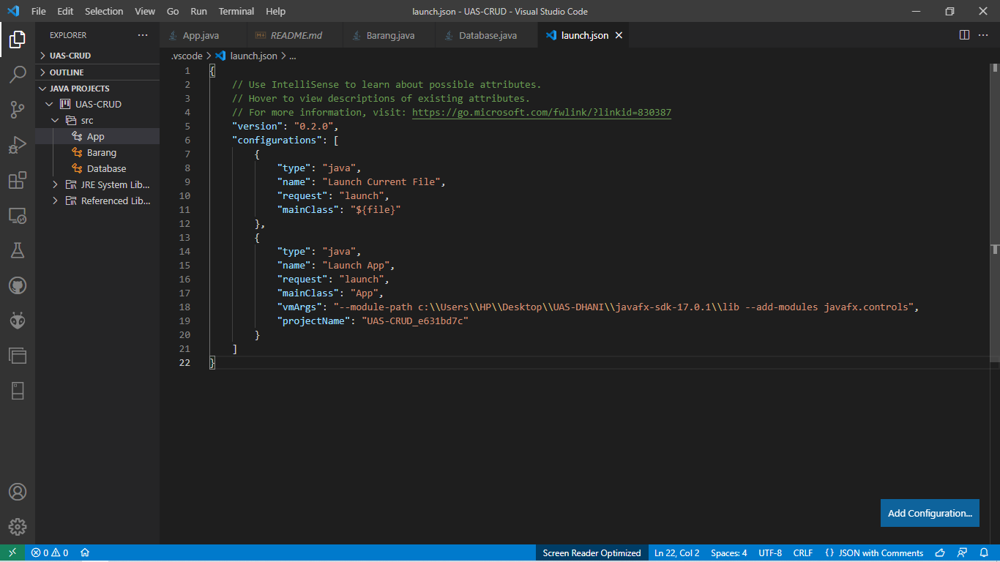 File Edit Selection View Go Run Terminal Help launch.json - UAS-CRUD - Visual Studio Code
EXPLORER
App.java README.md Barang.java Database.java launch.json
.vscode > launch.json > ...
UAS-CRUD
OUTLINE
JAVA PROJECTS
UAS-CRUD
src
App
Barang
Database
JRE System Lib...
Referenced Lib...
1 {
2 // Use IntelliSense to learn about possible attributes.
3 // Hover to view descriptions of existing attributes.
4 // For more information, visit: https://go.microsoft.com/fwlink/?linkid=830387
5 "version": "0.2.0",
6 "configurations": [
7 {
8 "type": "java",
9 "name": "Launch Current File",
10 "request": "launch",
11 "mainClass": "${file}"
12 },
13 {
14 "type": "java",
15 "name": "Launch App",
16 "request": "launch",
17 "mainClass": "App",
18 "vmArgs": "--module-path c:\\Users\\HP\\Desktop\\UAS-DHANI\\javafx-sdk-17.0.1\\lib --add-modules javafx.controls",
19 "projectName": "UAS-CRUD_e631bd7c"
20 }
21 ]
22 }
Add Configuration...
0 0 Screen Reader Optimized Ln 22, Col 2 Spaces: 4 UTF-8 CRLF {} JSON with Comments